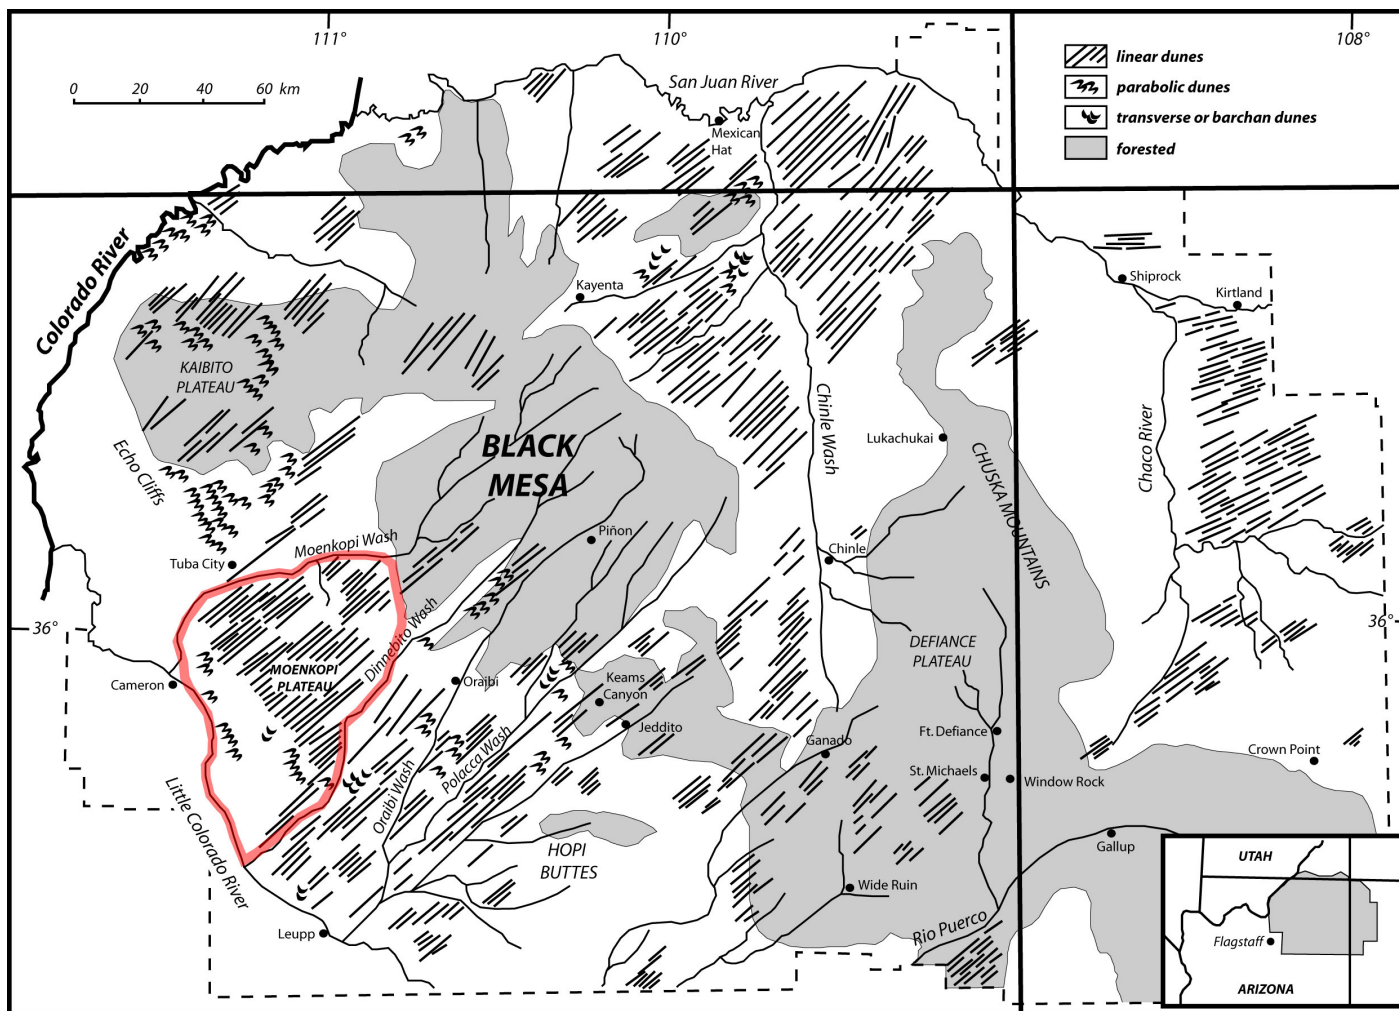 111°
110°
108°
0 20 40 60 km
San Juan River
Mexican
Hat
linear dunes
parabolic dunes
transverse or barchan dunes
forested
Colorado River
Kayenta
Shiprock
Kirtland
KAIBITO
PLATEAU
Echo Cliffs
BLACK
MESA
Chinle Wash
Lukachukai
CHUSKA MOUNTAINS
Chaco River
Moenkopi Wash
Tuba City
Piñon
Chinle
36°
36°
Dinnebito Wash
MOENKOPI
PLATEAU
DEFIANCE
PLATEAU
Cameron
Oraibi
Keams
Canyon
Jeddito
Ganado
Ft. Defiance
St. Michaels
Window Rock
Crown Point
Polacca Wash
Oraibi Wash
Little Colorado River
HOPI
BUTTES
Gallup
Wide Ruin
Rio Puerco
Leupp
UTAH
Flagstaff
ARIZONA